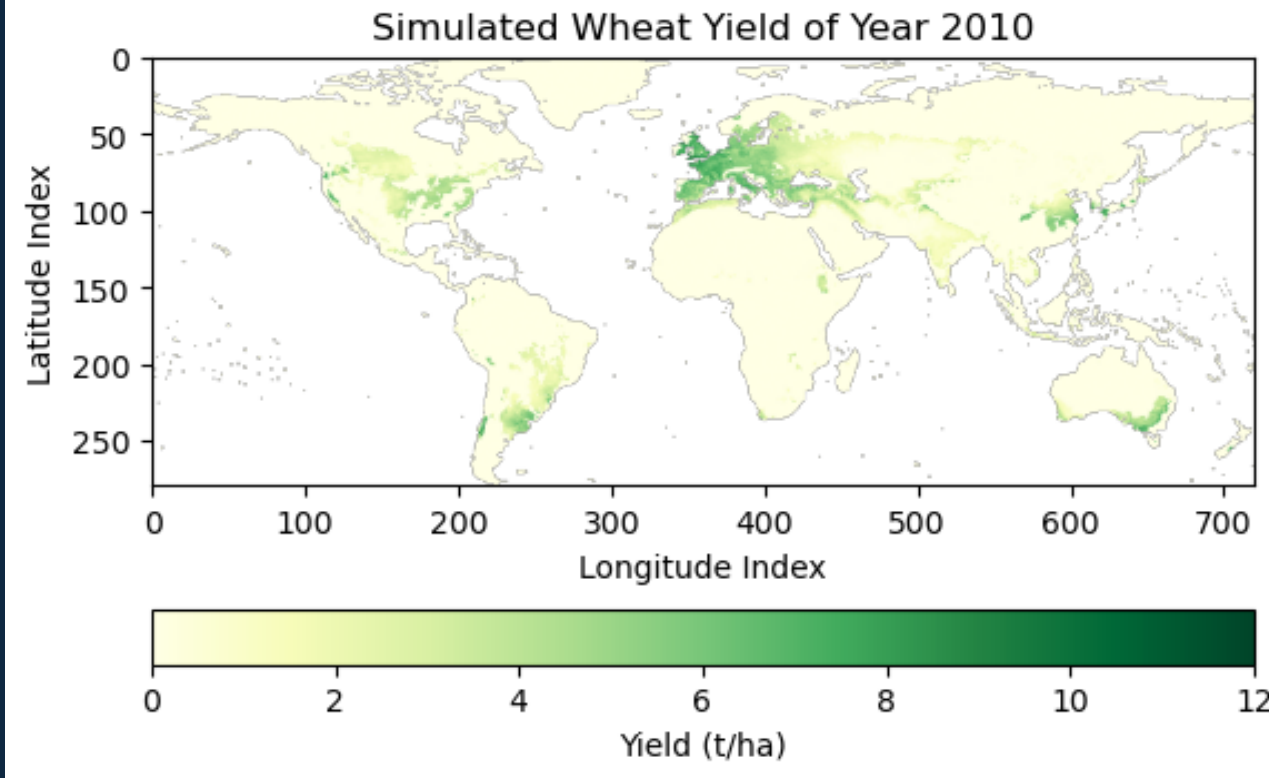 Simulated Wheat Yield of Year 2010
0
50
100
150
200
250
Latitude Index
0 100 200 300 400 500 600 700
Longitude Index
0 2 4 6 8 10 12
Yield (t/ha)